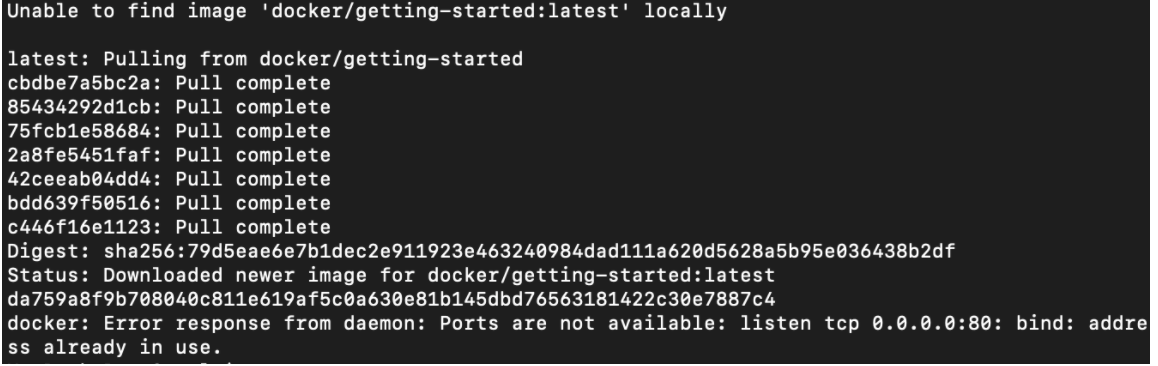 Unable to find image 'docker/getting-started:latest' locally
latest: Pulling from docker/getting-started
cbdbe7a5bc2a: Pull complete
85434292d1cb: Pull complete
75fcb1e58684: Pull complete
2a8fe5451faf: Pull complete
42ceeab04dd4: Pull complete
bdd639f50516: Pull complete
c446f16e1123: Pull complete
Digest: sha256:79d5eae6e7b1dec2e911923e463240984dad111a620d5628a5b95e036438b2df
Status: Downloaded newer image for docker/getting-started:latest
da759a8f9b708040c811e619af5c0a630e81b145dbd76563181422c30e7887c4
docker: Error response from daemon: Ports are not available: listen tcp 0.0.0.0:80: bind: addre
ss already in use.